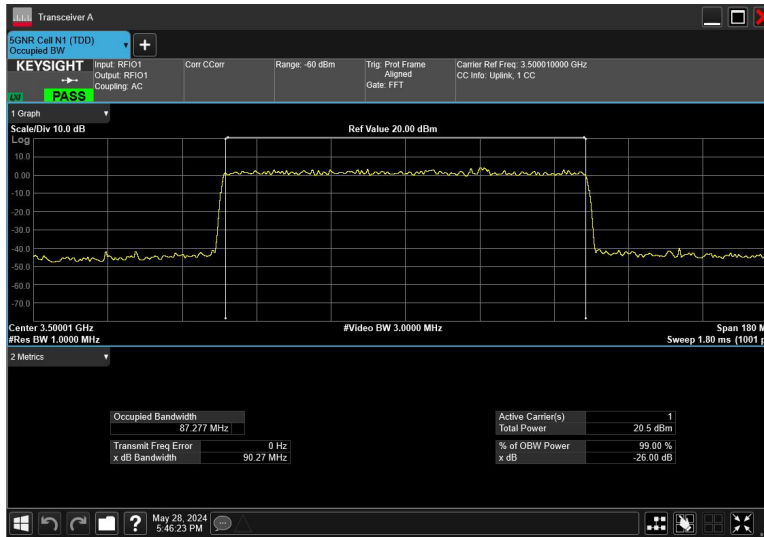 Transceiver A
5GNR Cell N1 (TDD)
Occupied BW
KEYSIGHT
LXI
PASS
Input: RFIO1
Output: RFIO1
Coupling: AC
Corr CCorr
Range: -60 dBm
Trig: Prot Frame
Aligned
Gate: FFT
Carrier Ref Freq: 3.500010000 GHz
CC Info: Uplink, 1 CC
1 Graph
Scale/Div 10.0 dB
Ref Value 20.00 dBm
Log
10.0
0.00
-10.0
-20.0
-30.0
-40.0
-50.0
-60.0
-70.0
Center 3.50001 GHz
#Video BW 3.0000 MHz
Span 180 M
#Res BW 1.0000 MHz
Sweep 1.80 ms (1001 p
2 Metrics
Occupied Bandwidth
87.277 MHz
Transmit Freq Error 0 Hz
x dB Bandwidth 90.27 MHz
Active Carrier(s) 1
Total Power 20.5 dBm
% of OBW Power 99.00 %
x dB -26.00 dB
?
May 28, 2024
5:46:23 PM